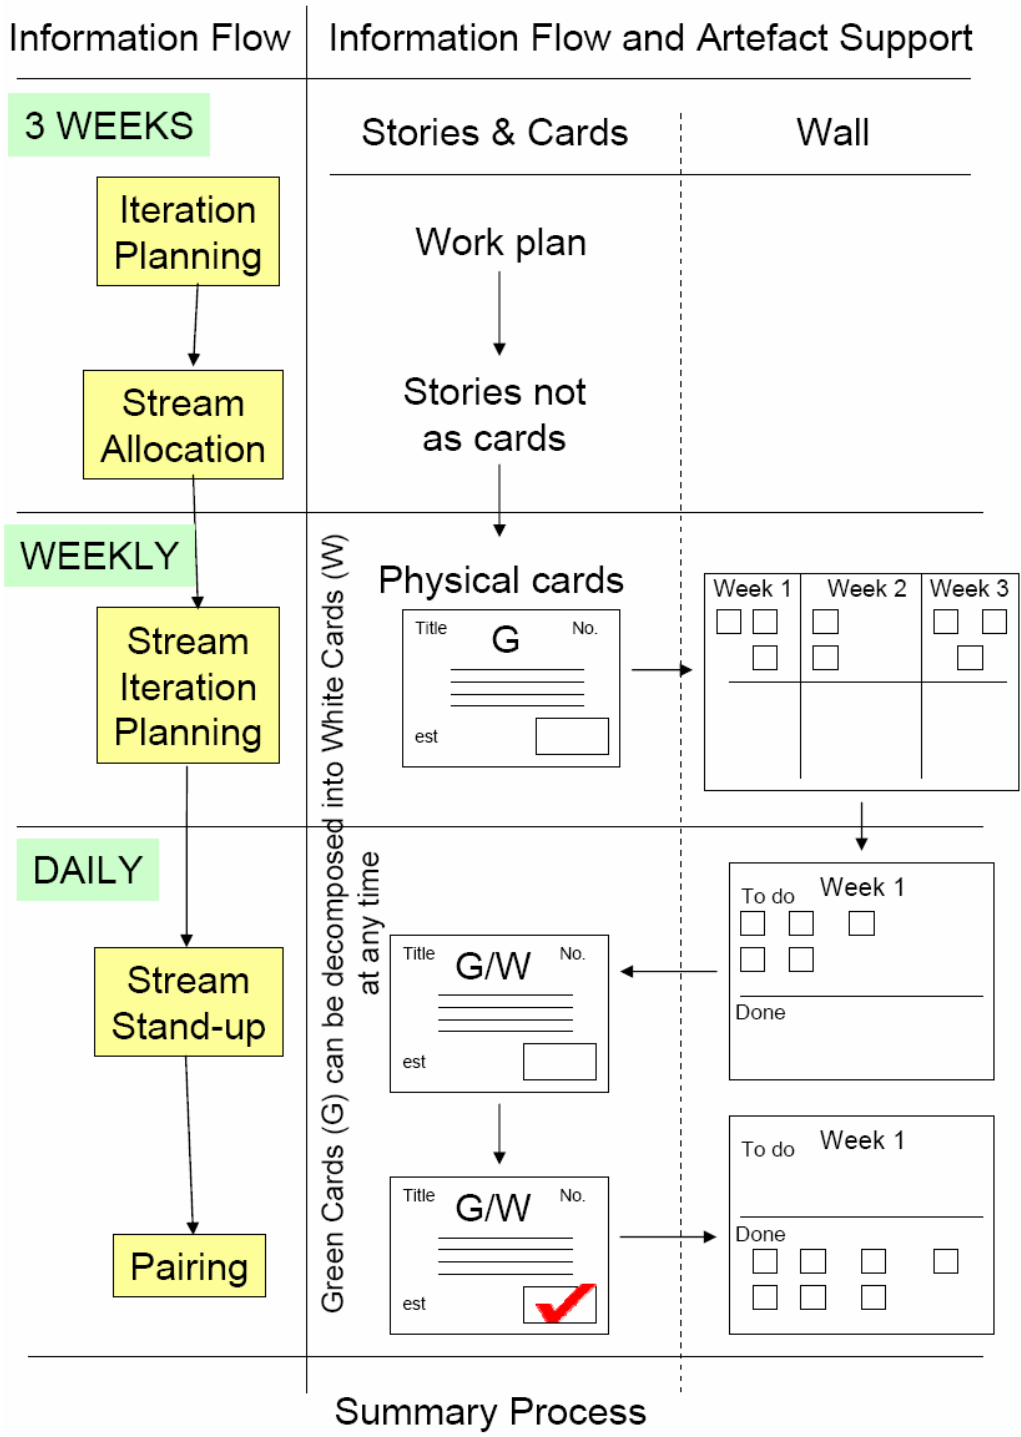 Information Flow
Information Flow and Artefact Support
3 WEEKS
Stories & Cards
Wall
Iteration
Planning
Work plan
Stream
Allocation
Stories not
as cards
WEEKLY
Physical cards
Stream
Iteration
Planning
Title
G
No.
est
Week 1
Week 2
Week 3
Green Cards (G) can be decomposed into White Cards (W)
at any time
DAILY
Week 1
To do
Done
Stream
Stand-up
Title
G/W
No.
est
Pairing
Title
G/W
No.
est
Week 1
To do
Done
Summary Process